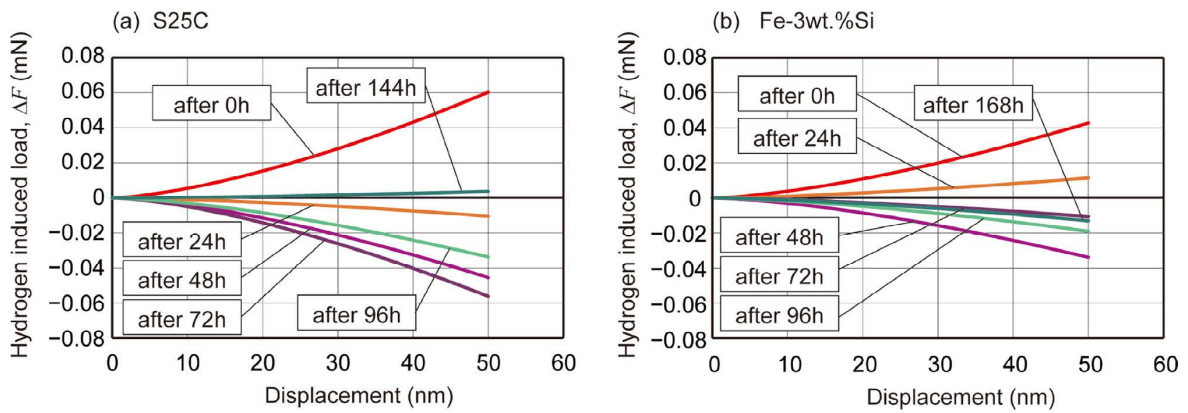 (a) S25C
Hydrogen induced load, ΔF (mN)
0.08
0.06
0.04
0.02
0
−0.02
−0.04
−0.06
−0.08
after 0h
after 144h
after 24h
after 48h
after 72h
after 96h
0 10 20 30 40 50 60
Displacement (nm)
(b) Fe-3wt.%Si
Hydrogen induced load, ΔF (mN)
0.08
0.06
0.04
0.02
0
−0.02
−0.04
−0.06
−0.08
after 0h
after 168h
after 24h
after 48h
after 72h
after 96h
0 10 20 30 40 50 60
Displacement (nm)